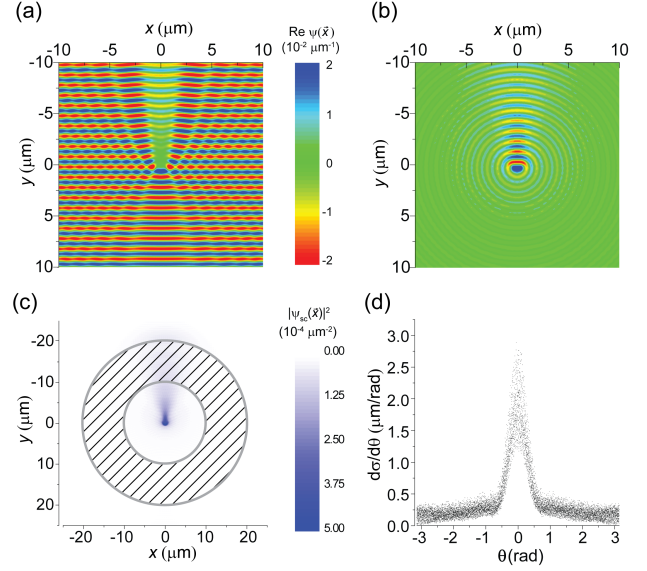 (a)
x (μm)
-10 -5 0 5 10
y (μm)
-10
-5
0
5
10
Re ψ(x⃗)
(10⁻² μm⁻¹)
2
1
0
-1
-2
(b)
x (μm)
-10 -5 0 5 10
y (μm)
-10
-5
0
5
10
(c)
y (μm)
-20
-10
0
10
20
-20 -10 0 10 20
x (μm)
|ψsc(x⃗)|²
(10⁻⁴ μm⁻²)
0.00
1.25
2.50
3.75
5.00
(d)
dσ/dθ (μm/rad)
3.0
2.5
2.0
1.5
1.0
0.5
0.0
-3 -2 -1 0 1 2 3
θ(rad)